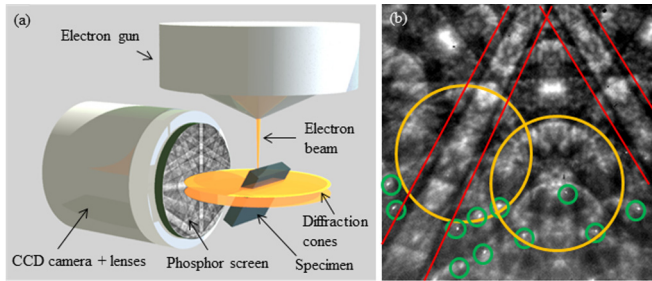 (a)
Electron gun
Electron
beam
Diffraction
cones
CCD camera + lenses
Phosphor screen
Specimen
(b)